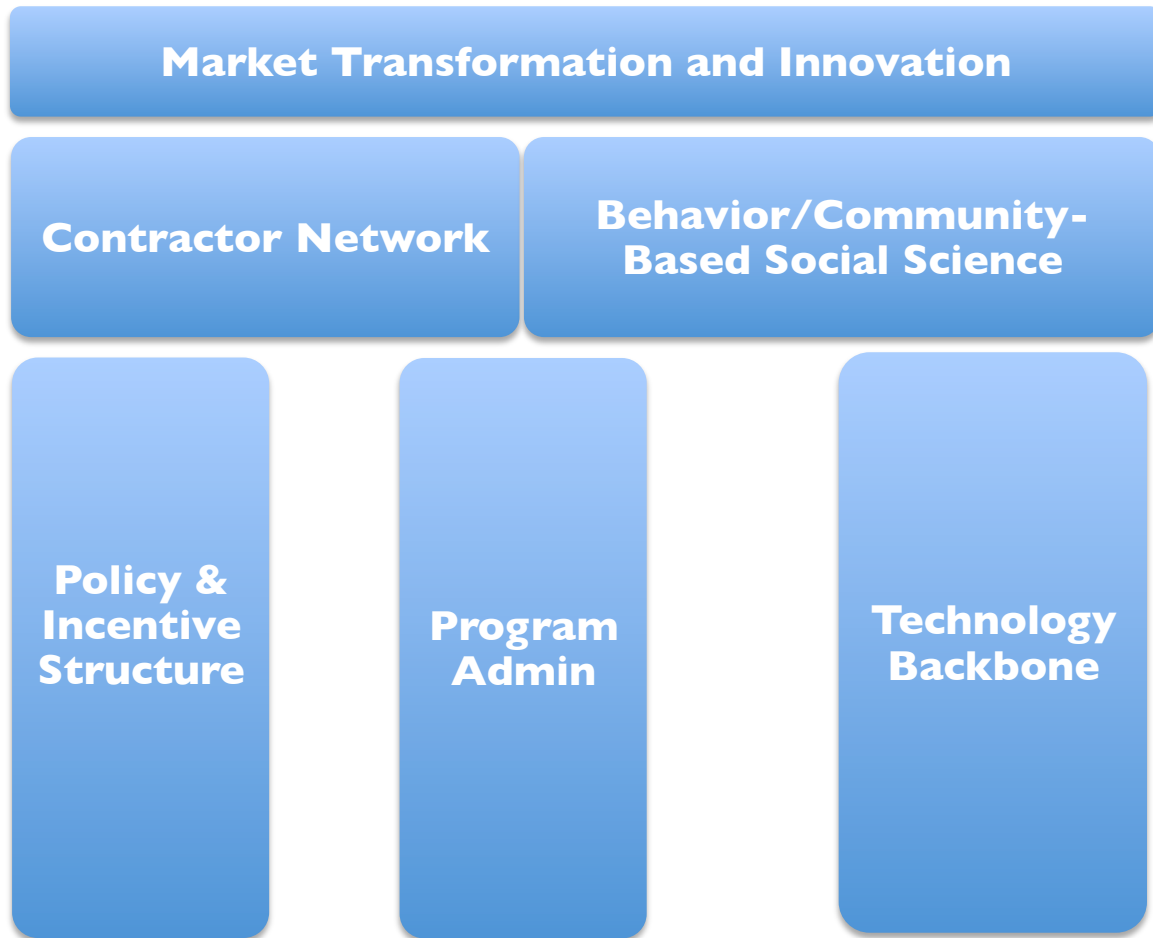 Market Transformation and Innovation
Contractor Network
Behavior/Community-
Based Social Science
Policy &
Incentive
Structure
Program
Admin
Technology
Backbone